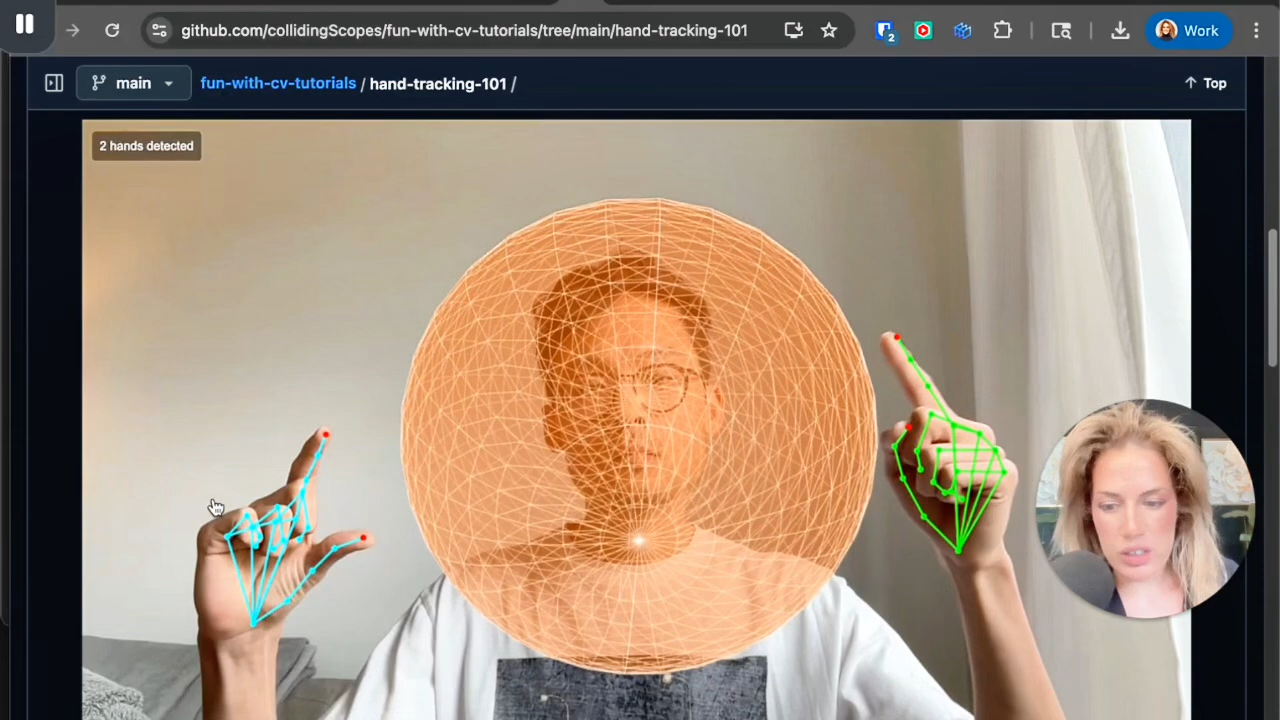 github.com/collidingScopes/fun-with-cv-tutorials/tree/main/hand-tracking-101
2
Work
main
fun-with-cv-tutorials / hand-tracking-101 /
Top
2 hands detected